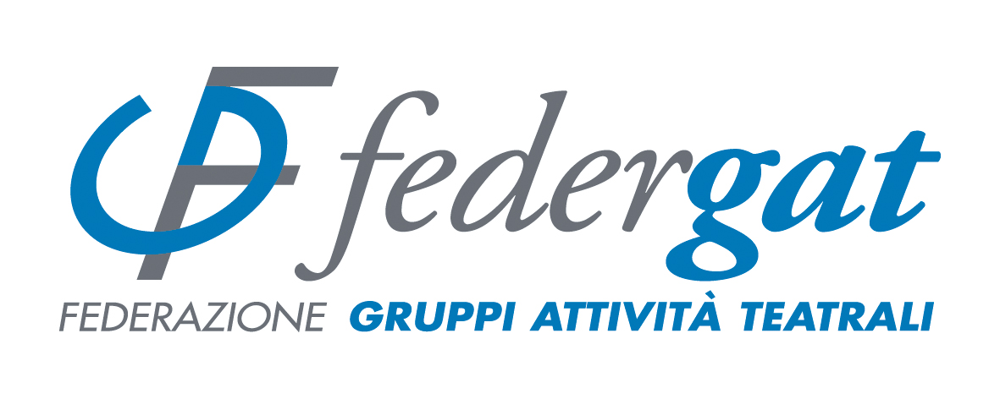 F federgat
FEDERAZIONE GRUPPI ATTIVITÀ TEATRALI